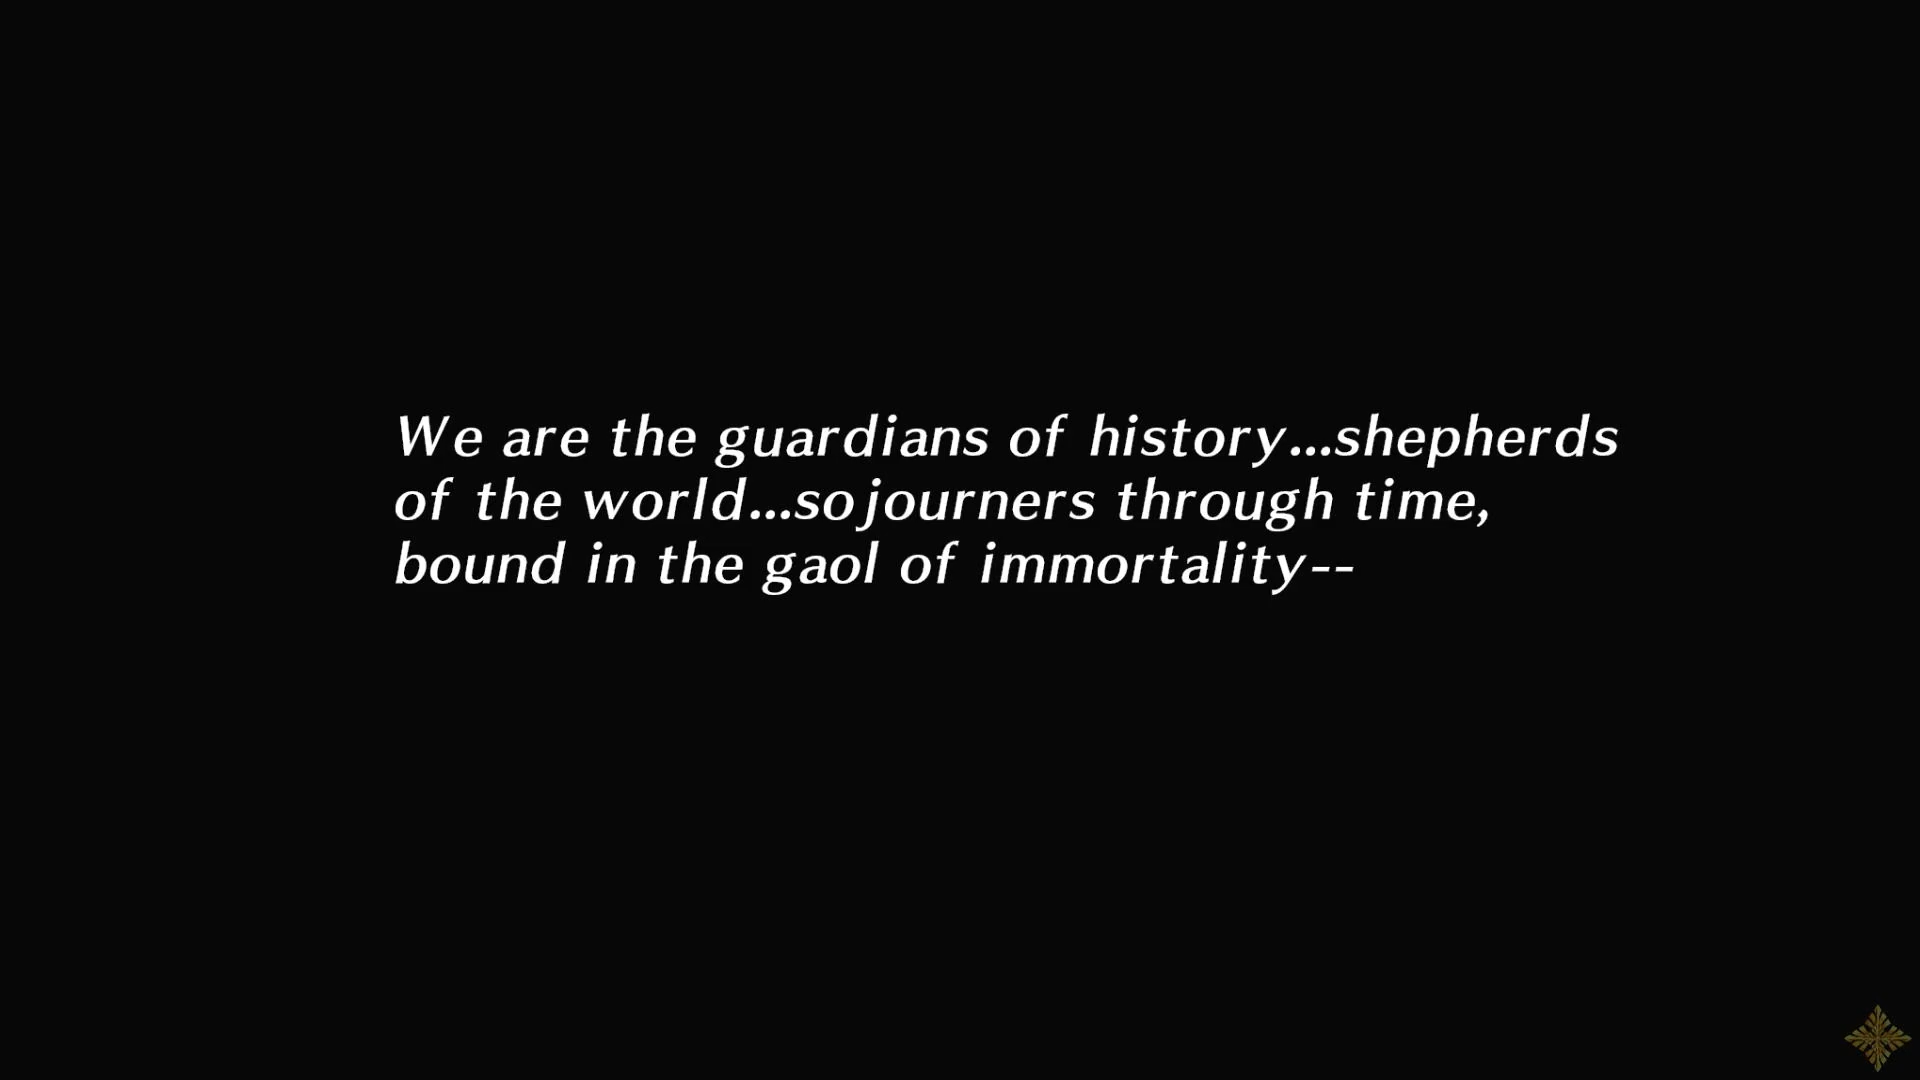 We are the guardians of history...shepherds
of the world...sojourners through time,
bound in the gaol of immortality--